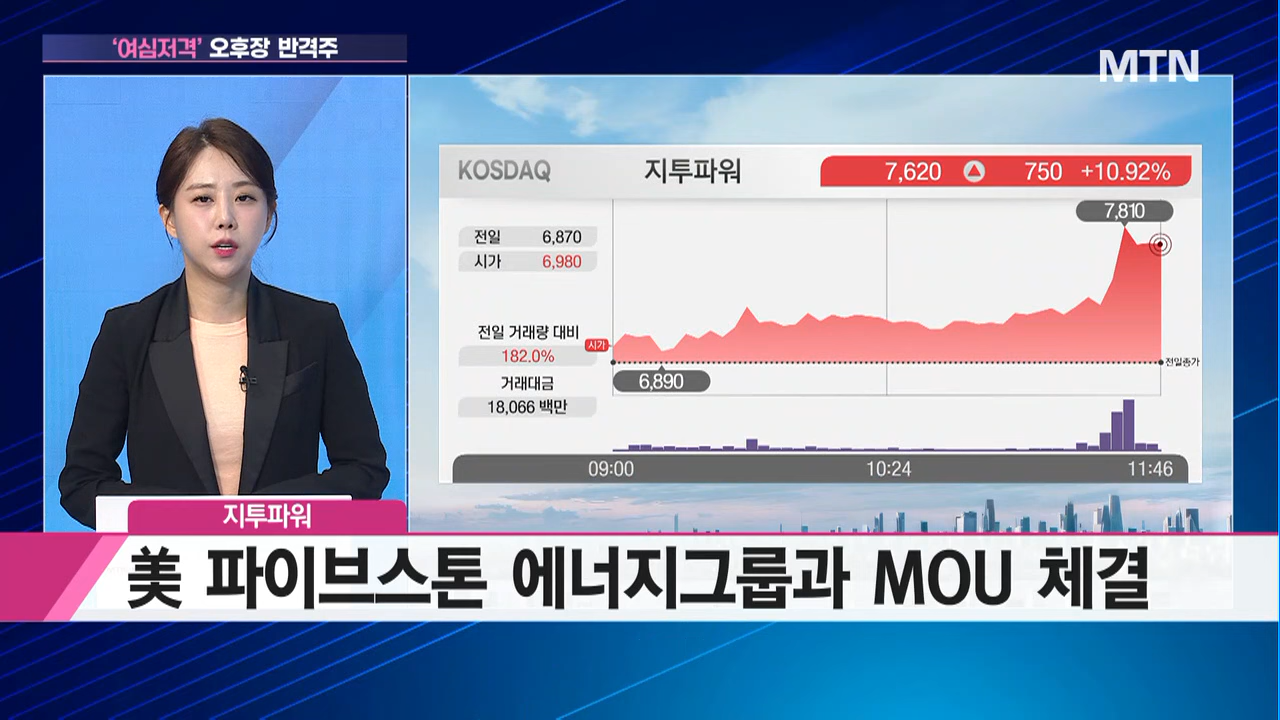 ‘여심저격’ 오후장 반격주
MTN
KOSDAQ 지투파워 7,620 750 +10.92%
7,810
전일 6,870
시가 6,980
전일 거래량 대비
182.0%
시가
전일종가
6,890
거래대금
18,066 백만
09:00 10:24 11:46
지투파워
美 파이브스톤 에너지그룹과 MOU 체결